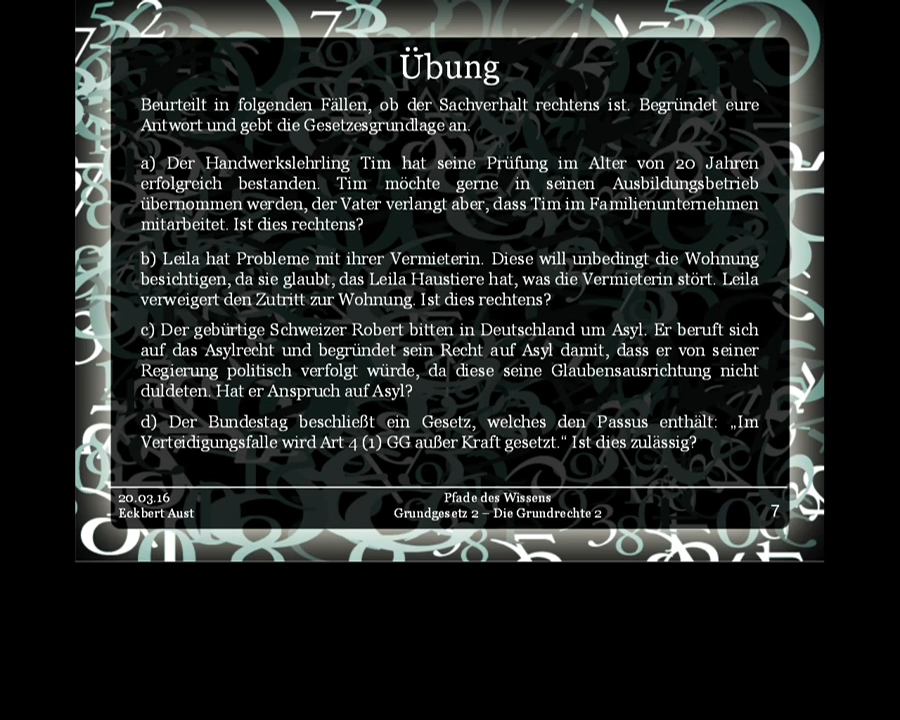 Übung
Beurteilt in folgenden Fällen, ob der Sachverhalt rechtens ist. Begründet eure
Antwort und gebt die Gesetzesgrundlage an.
a) Der Handwerkslehrling Tim hat seine Prüfung im Alter von 20 Jahren
erfolgreich bestanden. Tim möchte gerne in seinen Ausbildungsbetrieb
übernommen werden, der Vater verlangt aber, dass Tim im Familienunternehmen
mitarbeitet. Ist dies rechtens?
b) Leila hat Probleme mit ihrer Vermieterin. Diese will unbedingt die Wohnung
besichtigen, da sie glaubt, das Leila Haustiere hat, was die Vermieterin stört. Leila
verweigert den Zutritt zur Wohnung. Ist dies rechtens?
c) Der gebürtige Schweizer Robert bitten in Deutschland um Asyl. Er beruft sich
auf das Asylrecht und begründet sein Recht auf Asyl damit, dass er von seiner
Regierung politisch verfolgt würde, da diese seine Glaubensausrichtung nicht
duldeten. Hat er Anspruch auf Asyl?
d) Der Bundestag beschließt ein Gesetz, welches den Passus enthält: „Im
Verteidigungsfalle wird Art 4 (1) GG außer Kraft gesetzt.“ Ist dies zulässig?
20.03.16
Eckbert Aust
Pfade des Wissens
Grundgesetz 2 – Die Grundrechte 2
7